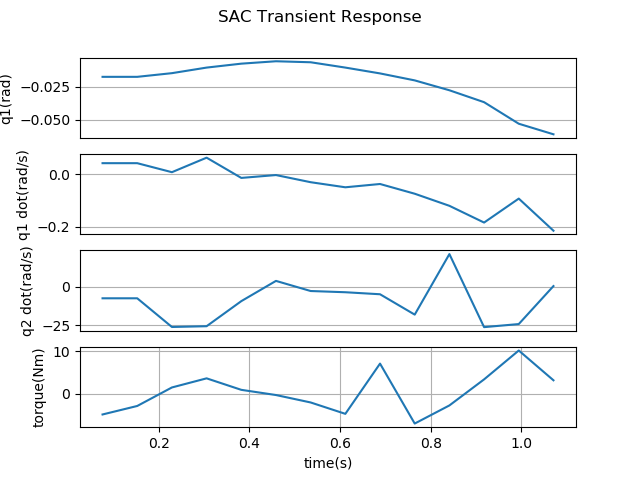 SAC Transient Response
q1(rad)
−0.025
−0.050
q1 dot(rad/s)
0.0
−0.2
q2 dot(rad/s)
0
−25
torque(Nm)
10
0
0.2 0.4 0.6 0.8 1.0
time(s)